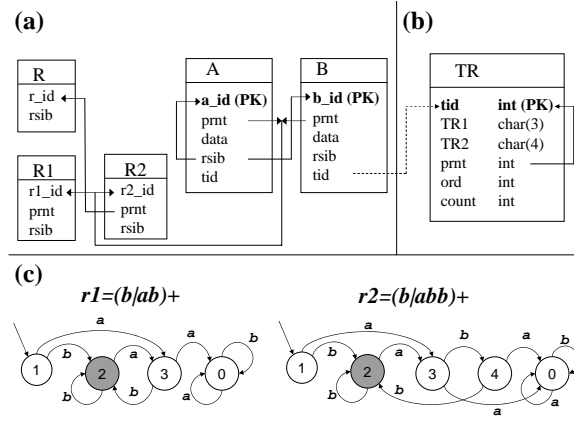 (a)
R
r_id
rsib
R1
r1_id
prnt
rsib
R2
r2_id
prnt
rsib
A
a_id (PK)
prnt
data
rsib
tid
B
b_id (PK)
prnt
data
rsib
tid
(b)
TR
tid int (PK)
TR1 char(3)
TR2 char(4)
prnt int
ord int
count int
(c)
r1=(b|ab)+
a
b
a
a
b
1
2
3
0
b
b
a
r2=(b|abb)+
a
b
a
b
a
b
1
2
3
4
0
b
b
a
a